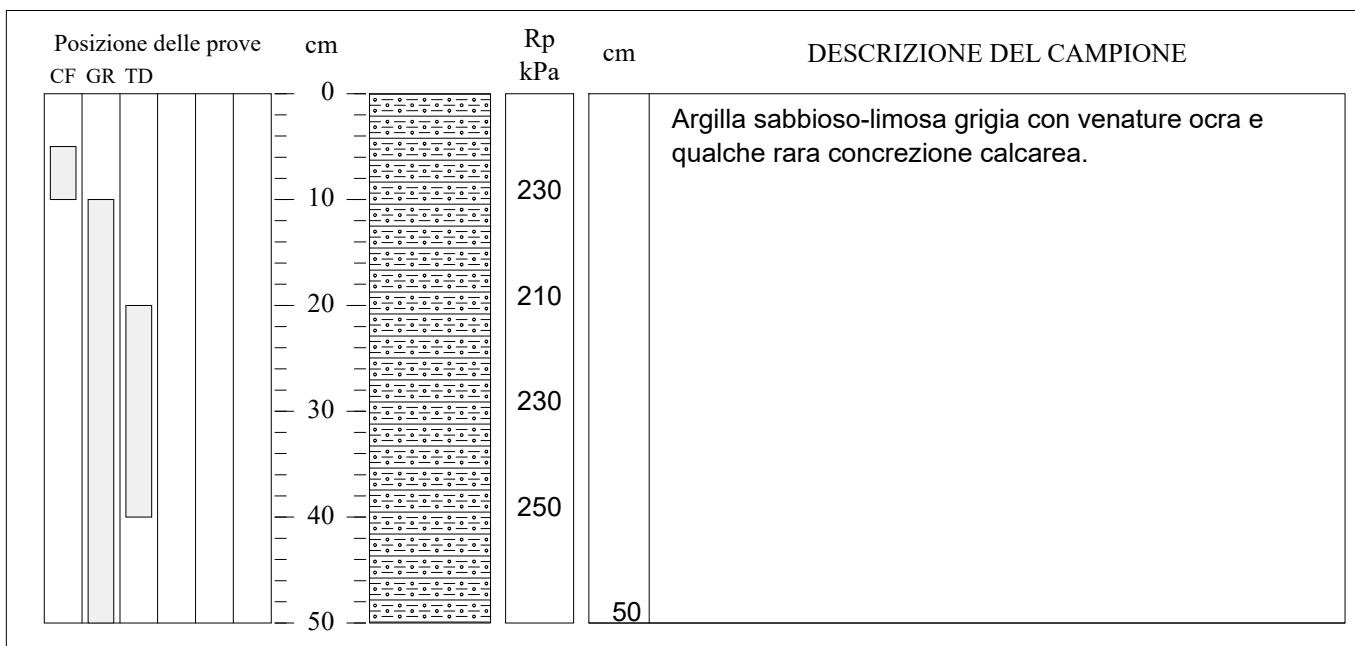 Posizione delle prove
CF GR TD
cm
Rp
kPa
cm
DESCRIZIONE DEL CAMPIONE
0
10
20
30
40
50
230
210
230
250
50
Argilla sabbioso-limosa grigia con venature ocra e
qualche rara concrezione calcarea.